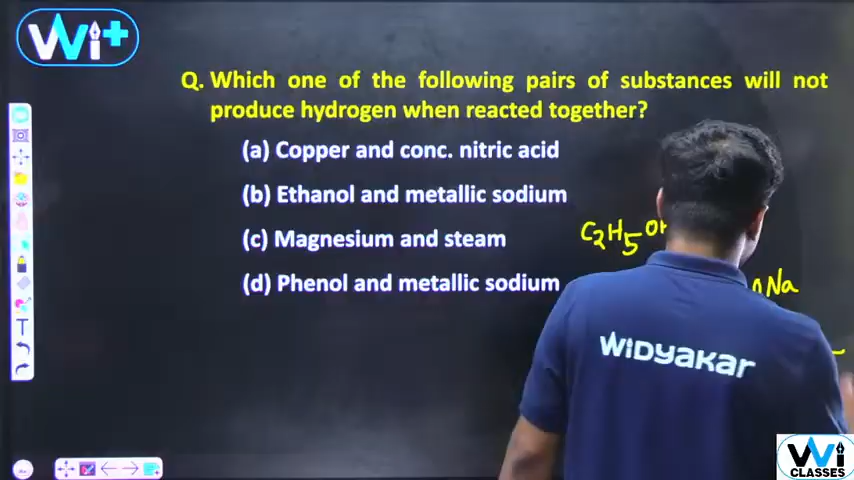 Wi+
Q. Which one of the following pairs of substances will not
produce hydrogen when reacted together?
(a) Copper and conc. nitric acid
(b) Ethanol and metallic sodium
(c) Magnesium and steam
(d) Phenol and metallic sodium
C₂H₅O
Na
WiDyakar
T
Wi
CLASSES